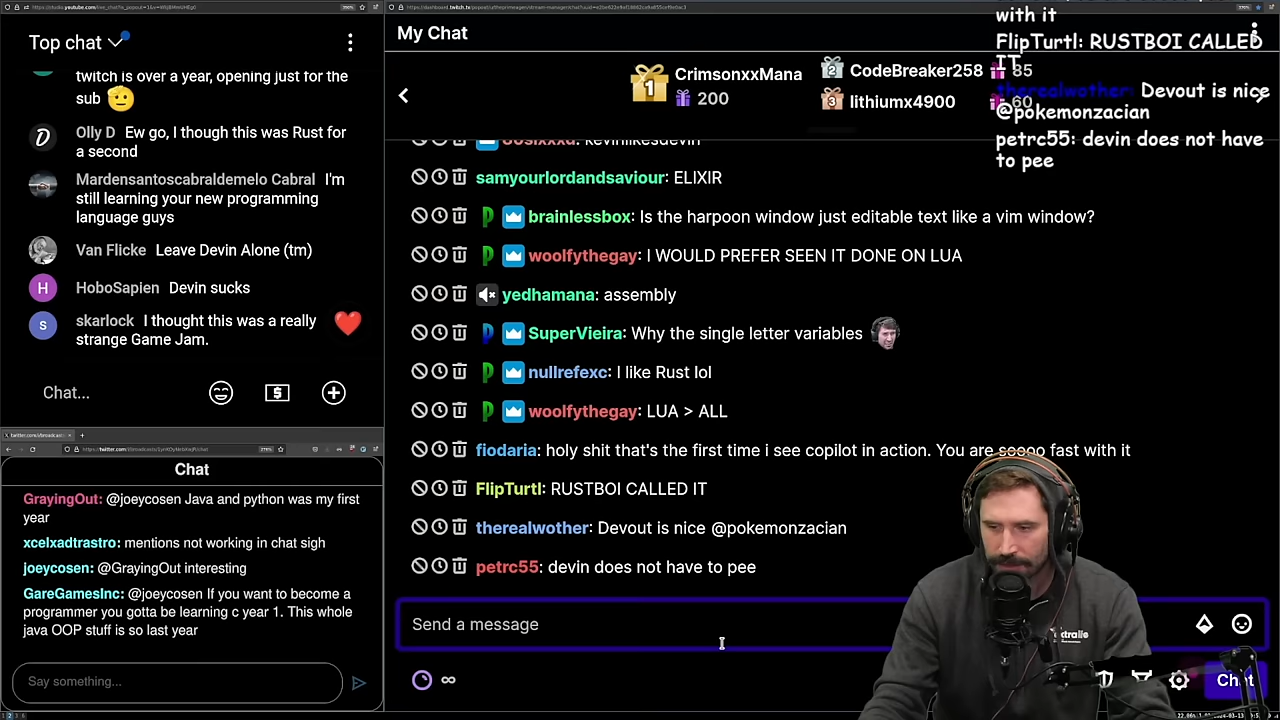 Top chat
twitch is over a year, opening just for the
sub
Olly D Ew go, I though this was Rust for
a second
Mardensantoscabraldemelo Cabral I'm
still learning your new programming
language guys
Van Flicke Leave Devin Alone (tm)
HoboSapien Devin sucks
skarlock I thought this was a really
strange Game Jam.
Chat...
Chat
GrayingOut: @joeycosen Java and python was my first
year
xcelxadtrastro: mentions not working in chat sigh
joeycosen: @GrayingOut interesting
GareGamesInc: @joeycosen If you want to become a
programmer you gotta be learning c year 1. This whole
java OOP stuff is so last year
Say something...
My Chat
CrimsonxxMana
200
CodeBreaker258 85
lithiumx4900 60
kevinlikesdevin
samyourlordandsaviour: ELIXIR
brainlessbox: Is the harpoon window just editable text like a vim window?
woolfythegay: I WOULD PREFER SEEN IT DONE ON LUA
yedhamana: assembly
SuperVieira: Why the single letter variables
nullrefexc: I like Rust lol
woolfythegay: LUA > ALL
fiodaria: holy shit that's the first time i see copilot in action. You are soooo fast with it
FlipTurtl: RUSTBOI CALLED IT
therealwother: Devout is nice @pokemonzacian
petrc55: devin does not have to pee
Send a message
Chat
with it
FlipTurtl: RUSTBOI CALLED
IT
therealwother: Devout is nice
@pokemonzacian
petrc55: devin does not have
to pee